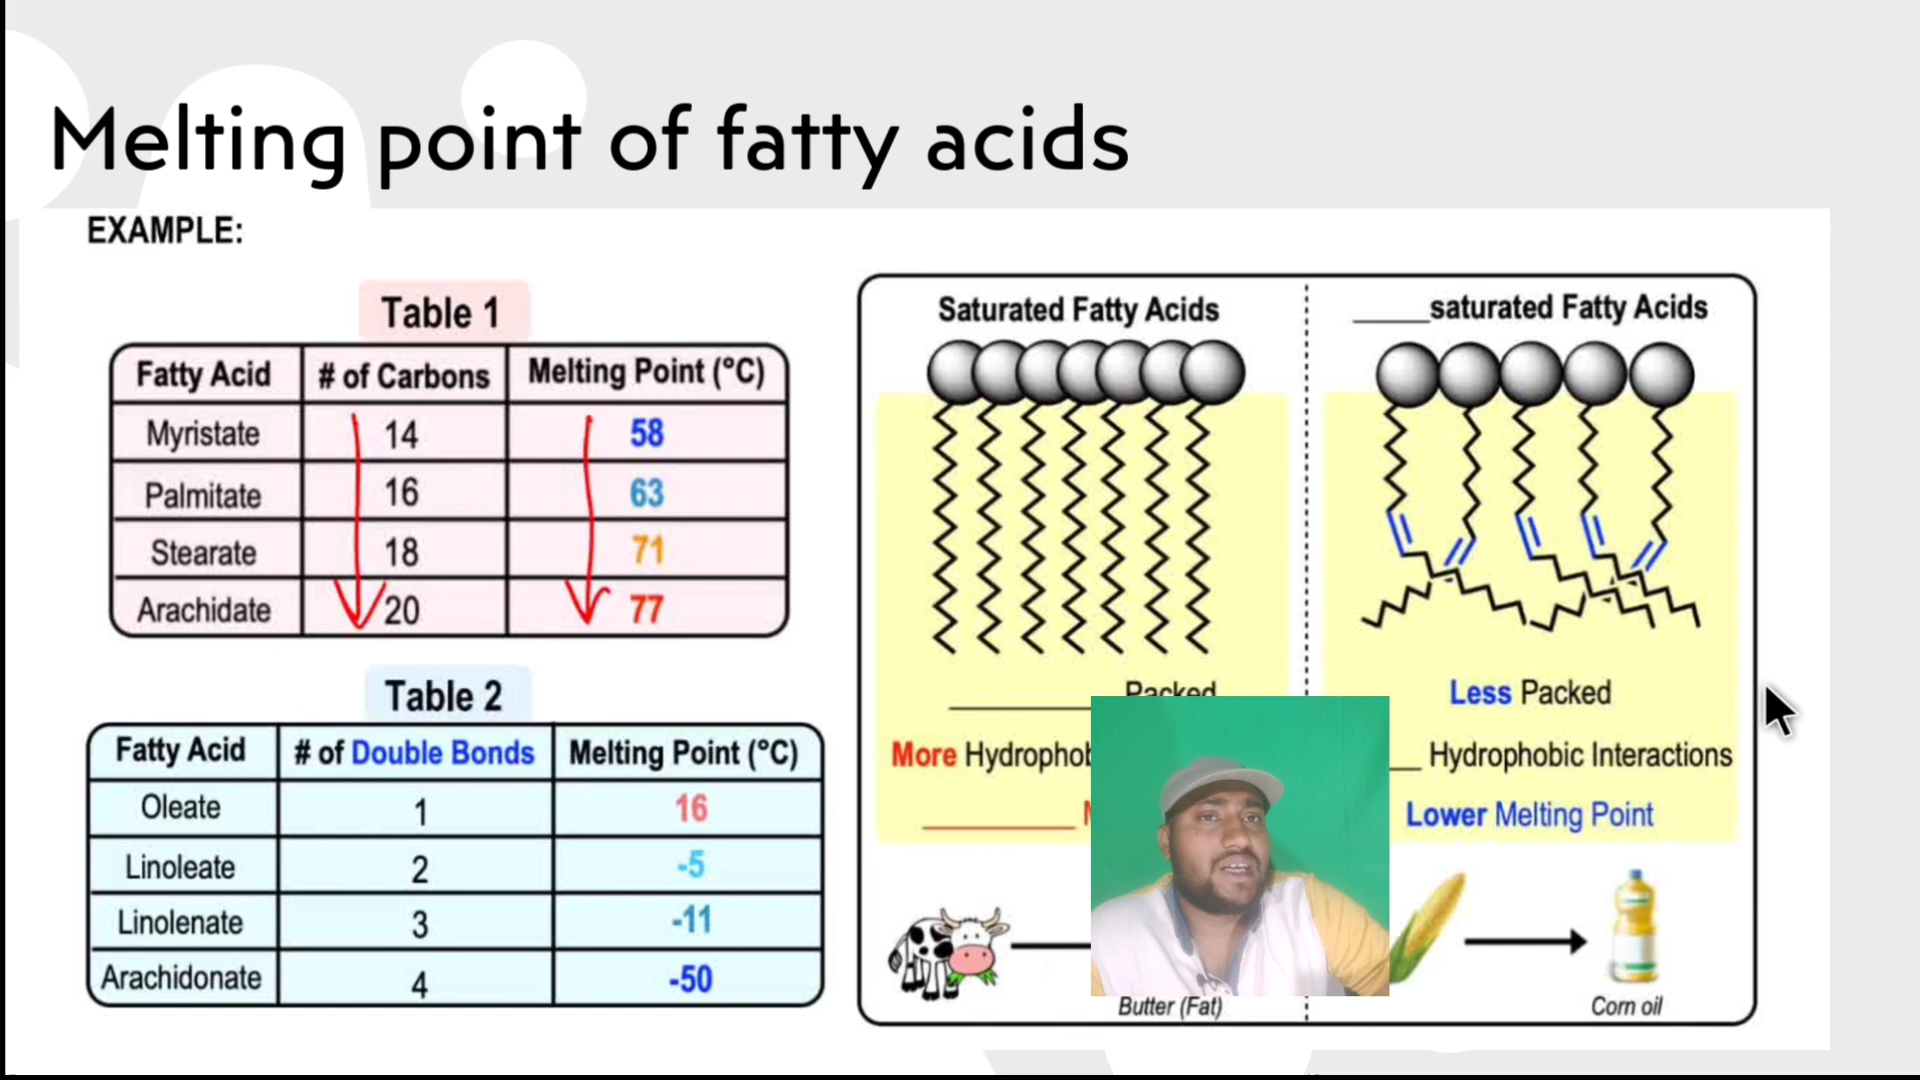 Melting point of fatty acids
EXAMPLE:
Table 1
Fatty Acid # of Carbons Melting Point (°C)
Myristate 14 58
Palmitate 16 63
Stearate 18 71
Arachidate 20 77
Table 2
Fatty Acid # of Double Bonds Melting Point (°C)
Oleate 1 16
Linoleate 2 -5
Linolenate 3 -11
Arachidonate 4 -50
Saturated Fatty Acids
Packed
More
Butter (Fat)
_____saturated Fatty Acids
Less Packed
__ Hydrophobic Interactions
Lower Melting Point
Corn oil